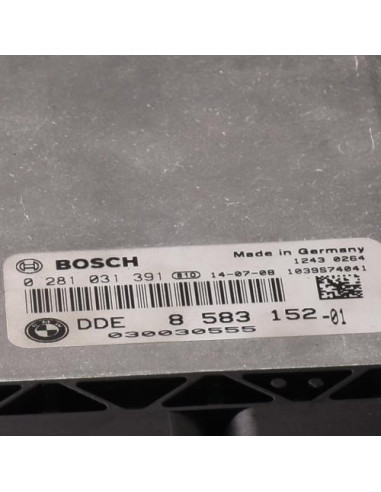 BOSCH Made in Germany
1243 0264
0 281 031 391 B10 14-07-08 1039S74041
DDE 8 583 152-01
030030555